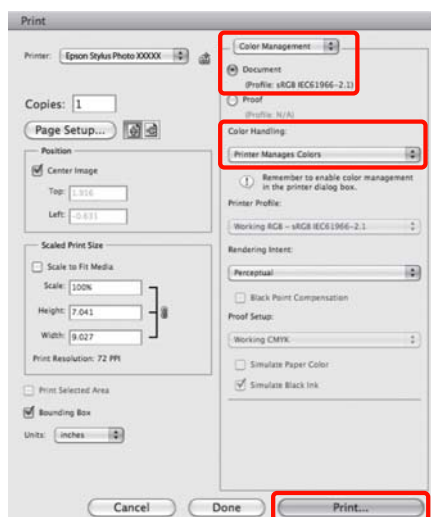 Print
Printer: Epson Stylus Photo XXXXX
Copies: 1
Page Setup...
Position
Center Image
Top: 1.956
Left: -0.631
Scaled Print Size
Scale to Fit Media
Scale: 100%
Height: 7.041
Width: 9.027
Print Resolution: 72 PPI
Print Selected Area
Bounding Box
Units: inches
Color Management
Document
(Profile: sRGB IEC61966-2.1)
Proof
(Profile: N/A)
Color Handling:
Printer Manages Colors
Remember to enable color management
in the printer dialog box.
Printer Profile:
Working RGB - sRGB IEC61966-2.1
Rendering Intent:
Perceptual
Black Point Compensation
Proof Setup:
Working CMYK
Simulate Paper Color
Simulate Black Ink
Cancel
Done
Print...